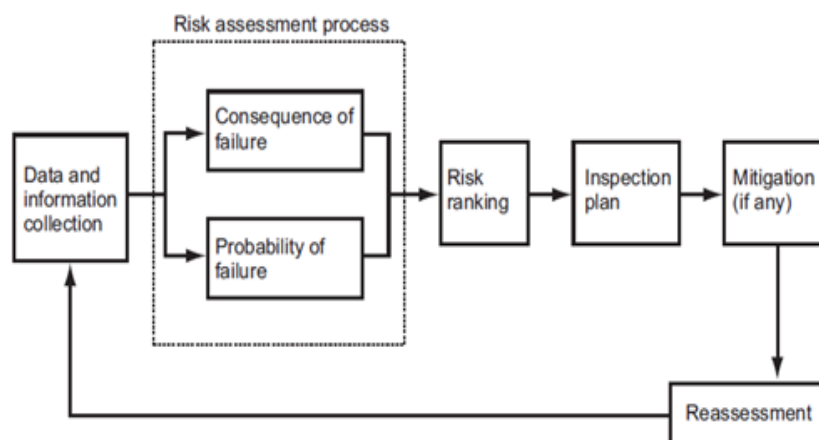 Risk assessment process
Data and
information
collection
Consequence of
failure
Probability of
failure
Risk
ranking
Inspection
plan
Mitigation
(if any)
Reassessment